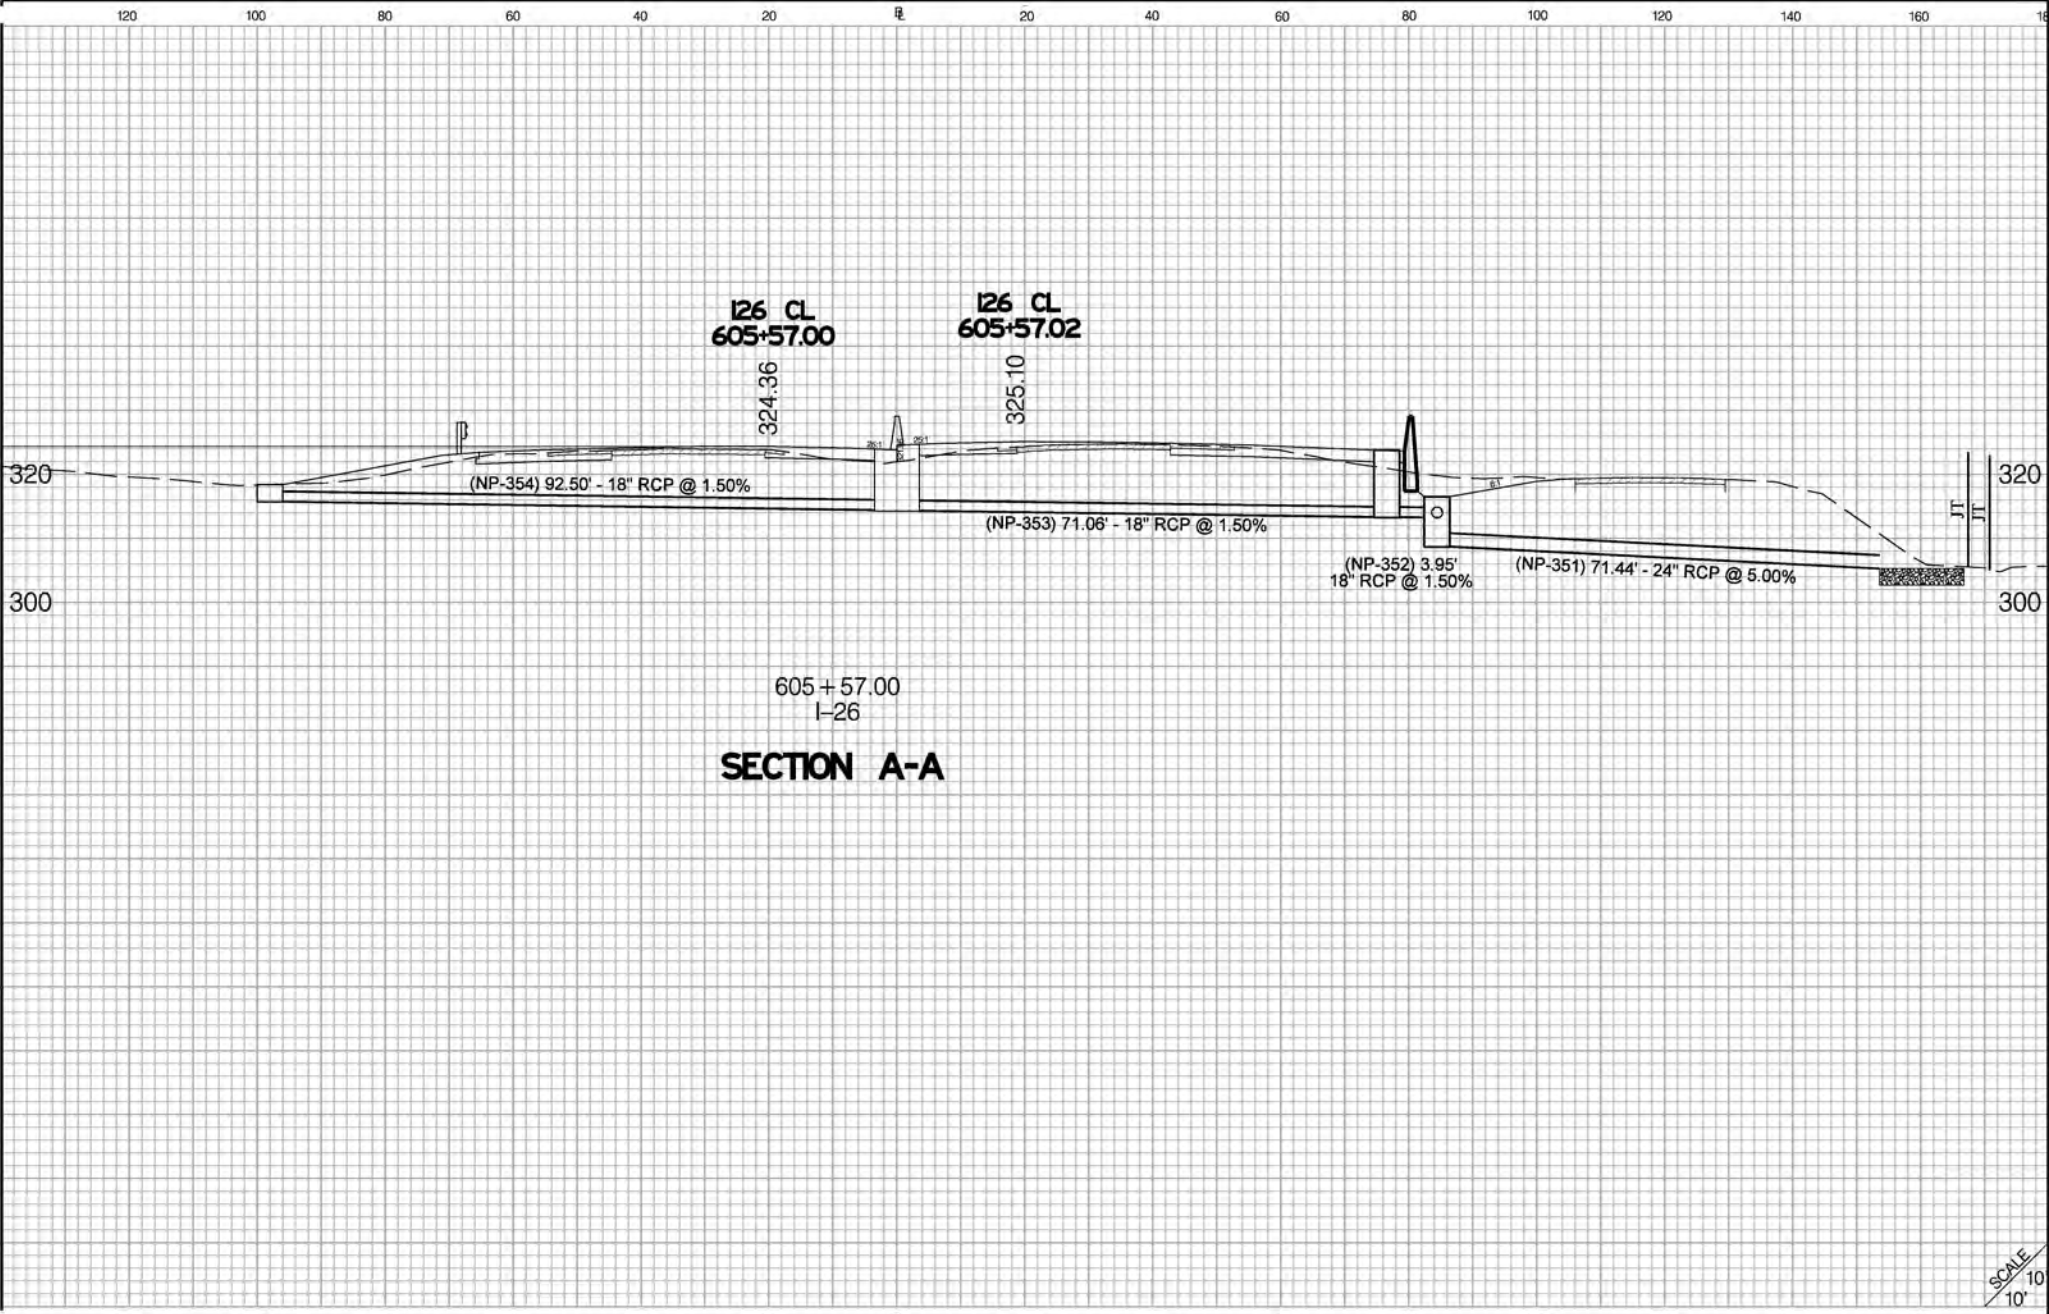 120 100 80 60 40 20 20 40 60 80 100 120 140 160
I26 CL
605+57.00
I26 CL
605+57.02
324.36
325.10
320
320
(NP-354) 92.50' - 18" RCP @ 1.50%
(NP-353) 71.06' - 18" RCP @ 1.50%
(NP-352) 3.95'
18" RCP @ 1.50%
(NP-351) 71.44' - 24" RCP @ 5.00%
JT
JT
300
300
605+57.00
I-26
SECTION A-A
SCALE
10'
10'